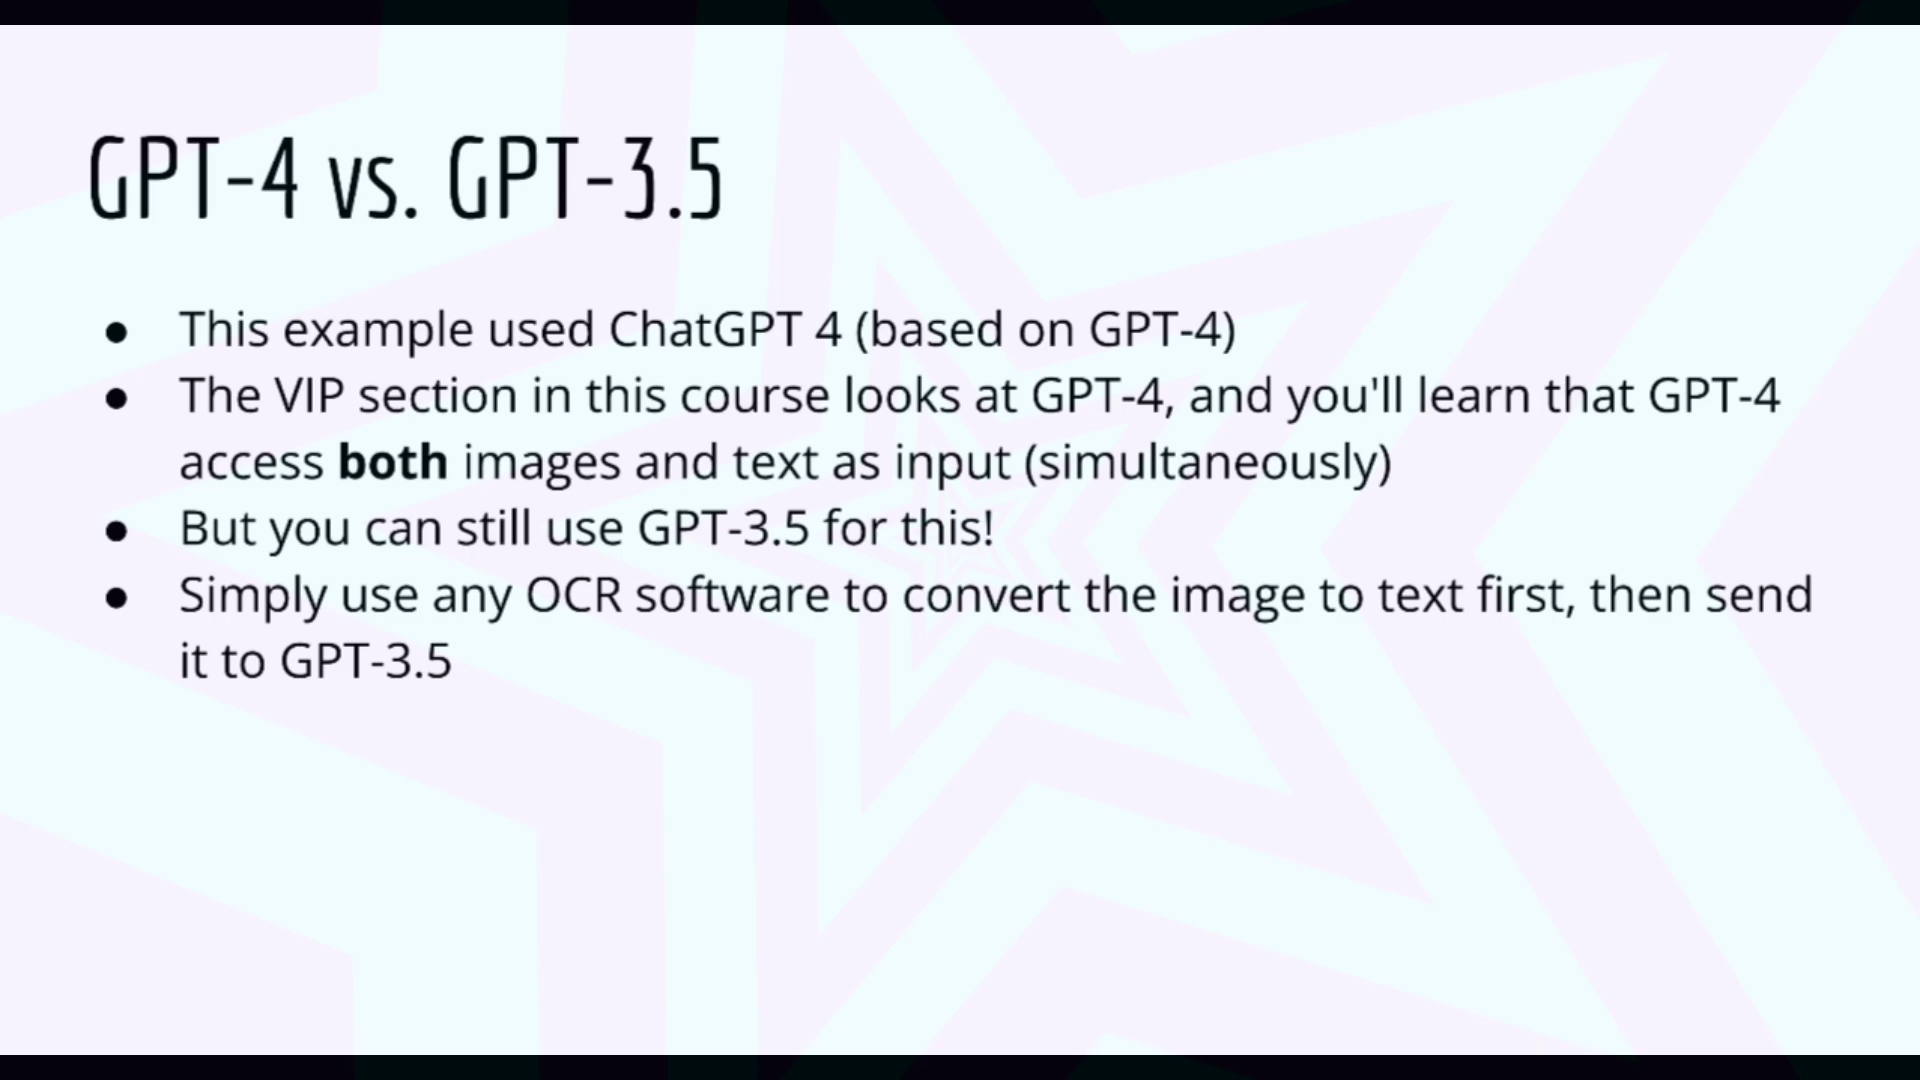 GPT-4 vs. GPT-3.5
● This example used ChatGPT 4 (based on GPT-4)
● The VIP section in this course looks at GPT-4, and you'll learn that GPT-4
access both images and text as input (simultaneously)
● But you can still use GPT-3.5 for this!
● Simply use any OCR software to convert the image to text first, then send
it to GPT-3.5